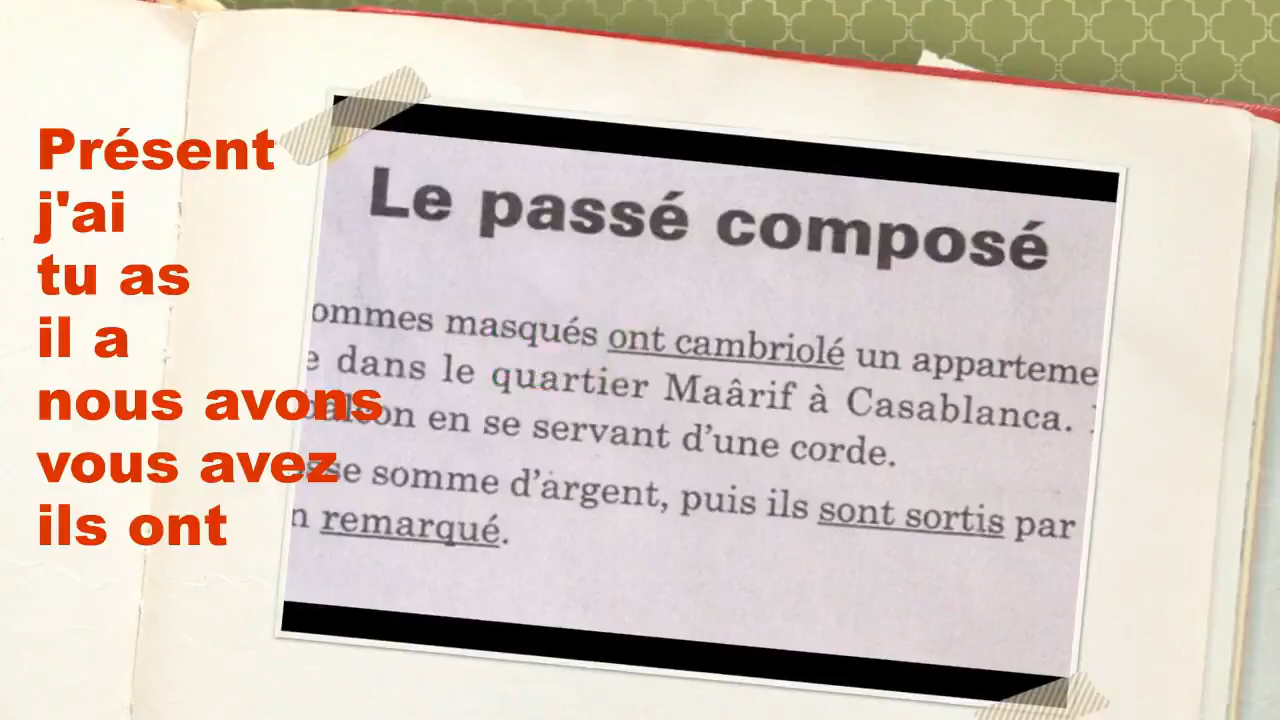 Présent
j'ai
tu as
il a
nous avons
vous avez
ils ont
Le passé composé
ommes masqués ont cambriolé un apparteme
e dans le quartier Maârif à Casablanca.
en se servant d'une corde.
somme d'argent, puis ils sont sortis par
n remarqué.